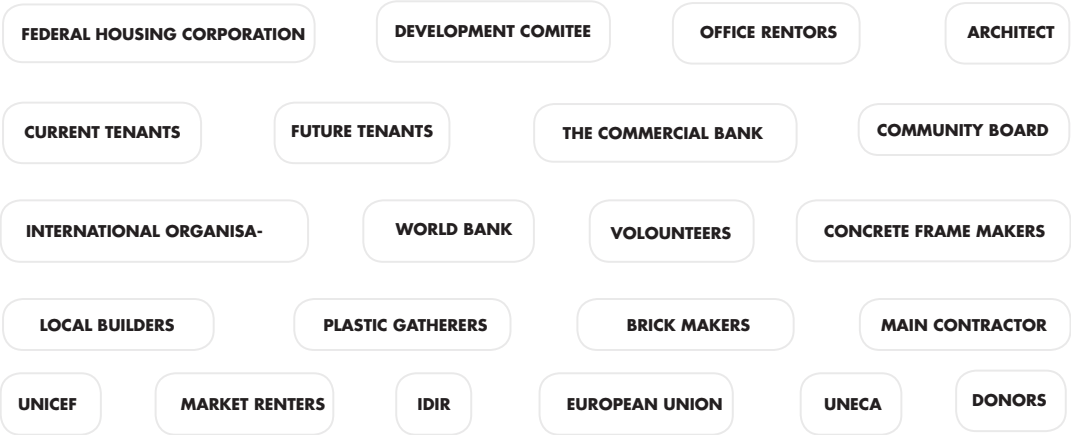 FEDERAL HOUSING CORPORATION
DEVELOPMENT COMITEE
OFFICE RENTORS
ARCHITECT
CURRENT TENANTS
FUTURE TENANTS
THE COMMERCIAL BANK
COMMUNITY BOARD
INTERNATIONAL ORGANISA-
WORLD BANK
VOLOUNTEERS
CONCRETE FRAME MAKERS
LOCAL BUILDERS
PLASTIC GATHERERS
BRICK MAKERS
MAIN CONTRACTOR
UNICEF
MARKET RENTERS
IDIR
EUROPEAN UNION
UNECA
DONORS